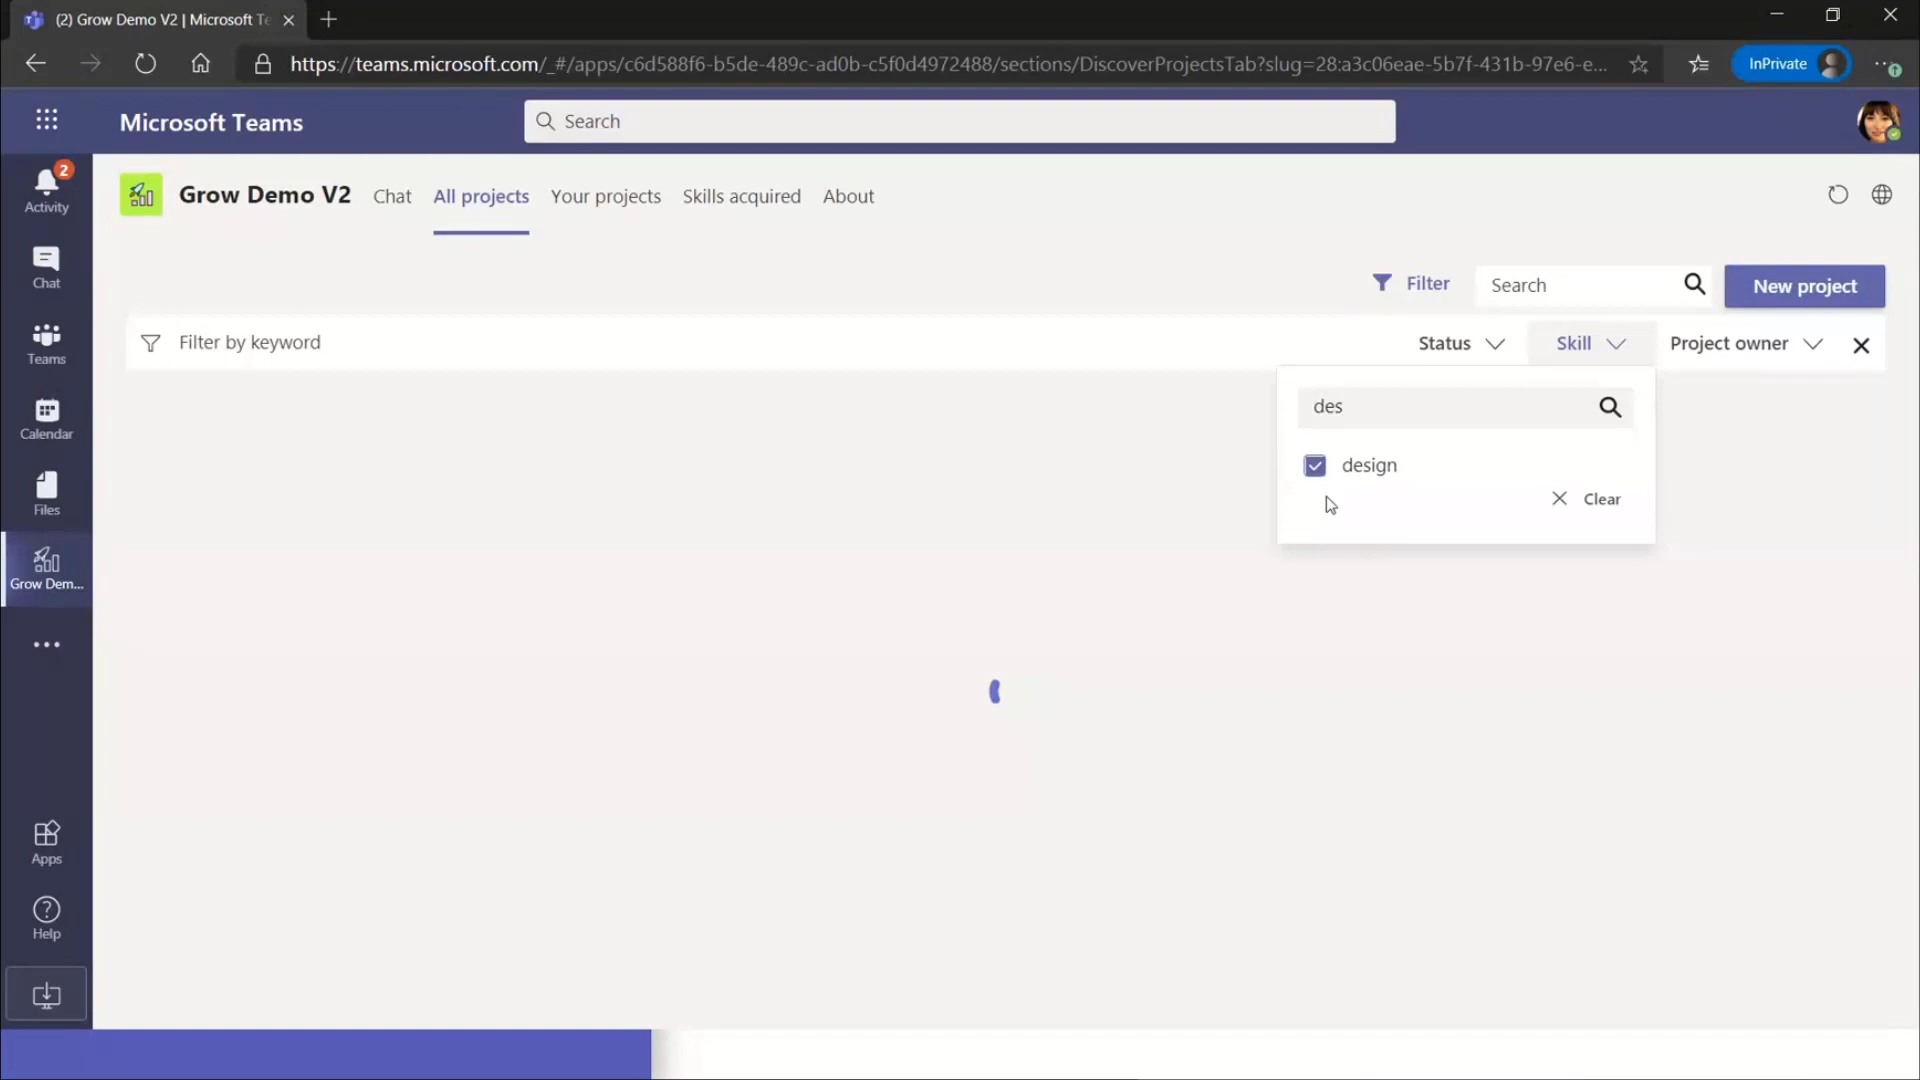 (2) Grow Demo V2 | Microsoft Te
https://teams.microsoft.com/_#/apps/c6d588f6-b5de-489c-ad0b-c5f0d4972488/sections/DiscoverProjectsTab?slug=28:a3c06eae-5b7f-431b-97e6-e...
InPrivate
Microsoft Teams
Search
2
Activity
Chat
Teams
Calendar
Files
Grow Dem...
Apps
Help
Grow Demo V2
Chat
All projects
Your projects
Skills acquired
About
Filter
Search
New project
Filter by keyword
Status
Skill
Project owner
des
design
Clear